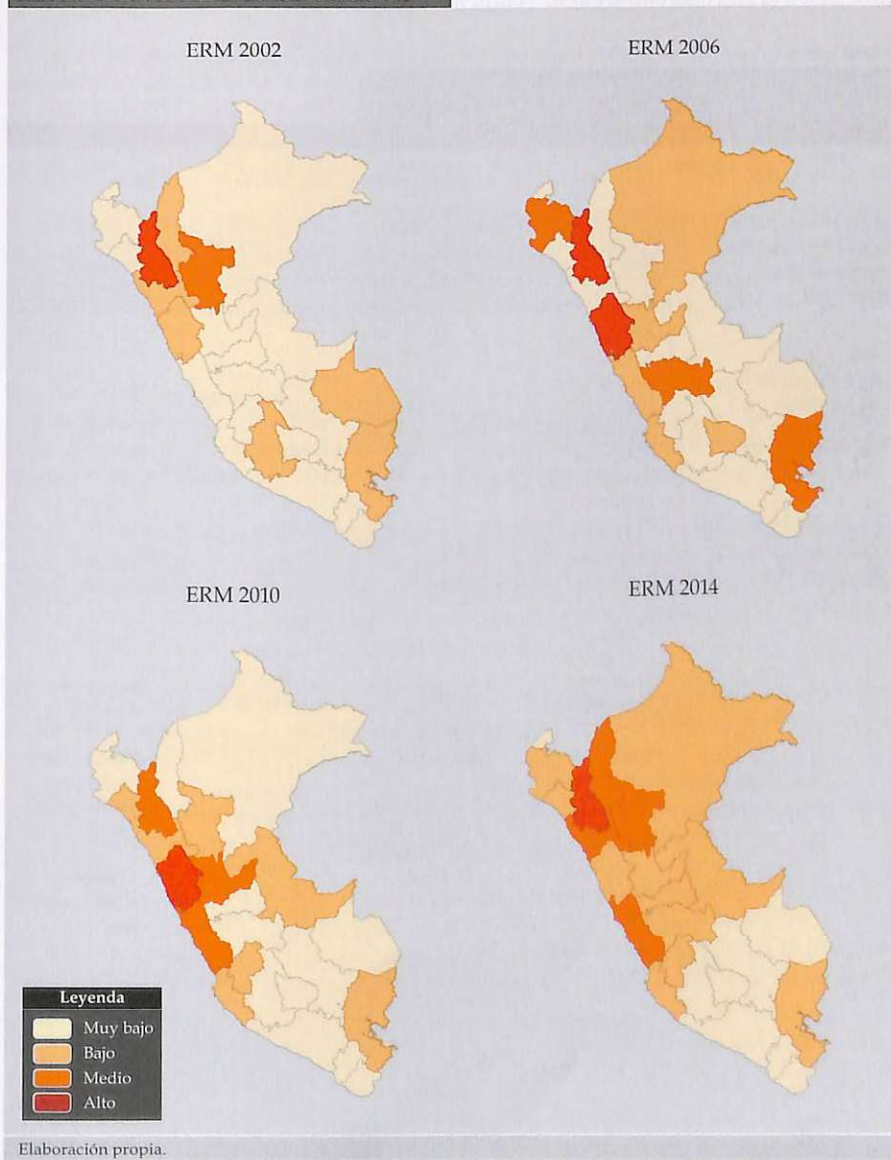 ERM 2002
ERM 2006
ERM 2010
ERM 2014
Leyenda
Muy bajo
Bajo
Medio
Alto
Elaboración propia.